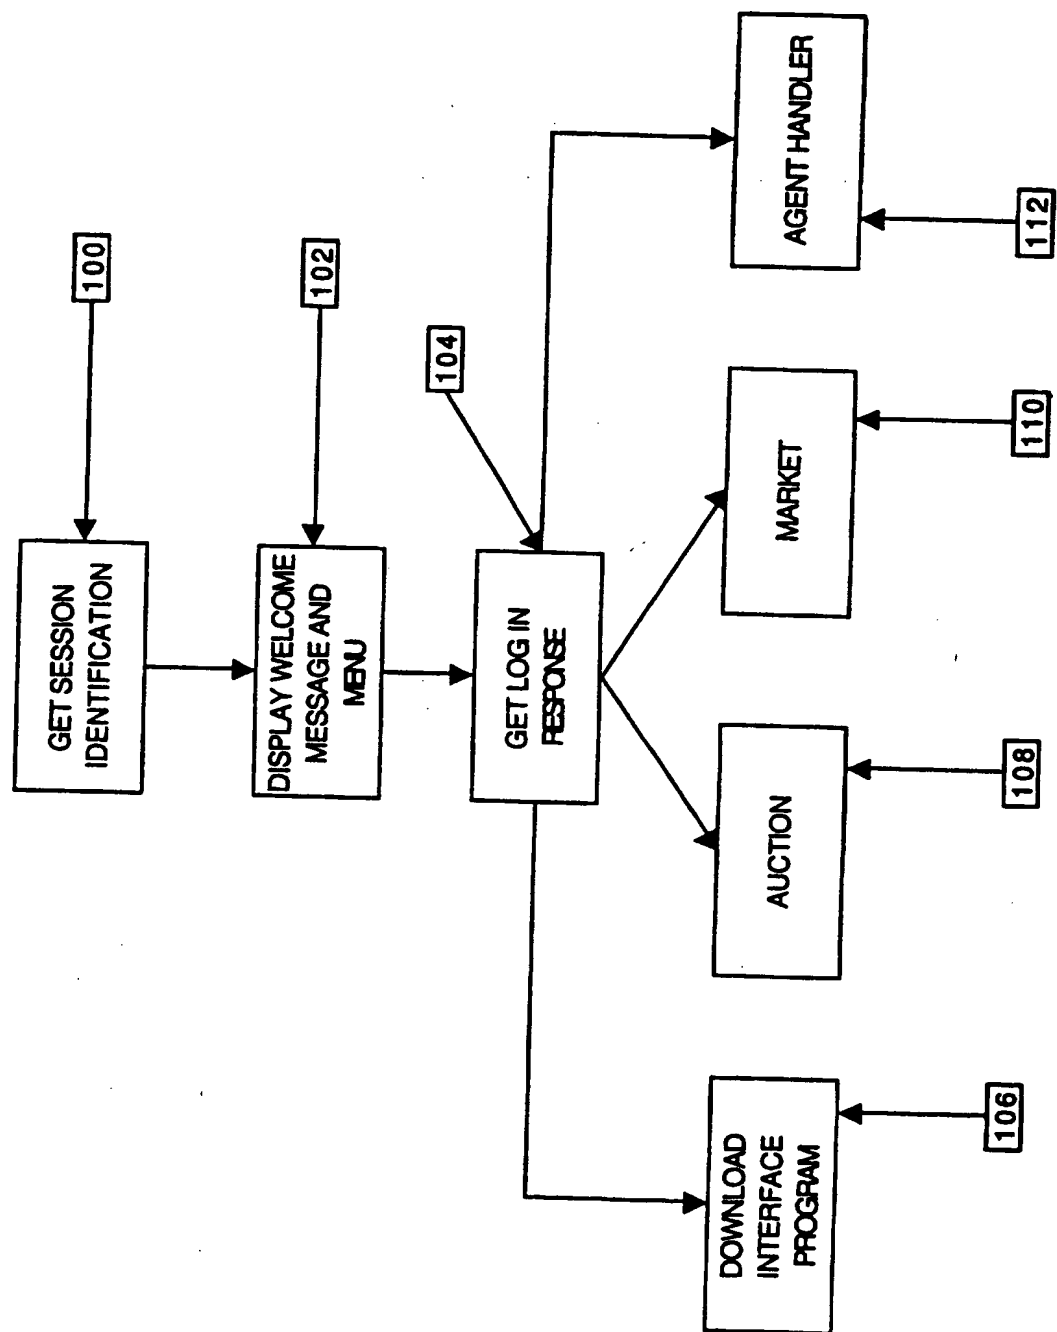 GET SESSION
IDENTIFICATION
100
DISPLAY WELCOME
MESSAGE AND
MENU
102
GET LOG IN
RESPONSE
104
DOWNLOAD
INTERFACE
PROGRAM
106
AUCTION
108
MARKET
110
AGENT HANDLER
112